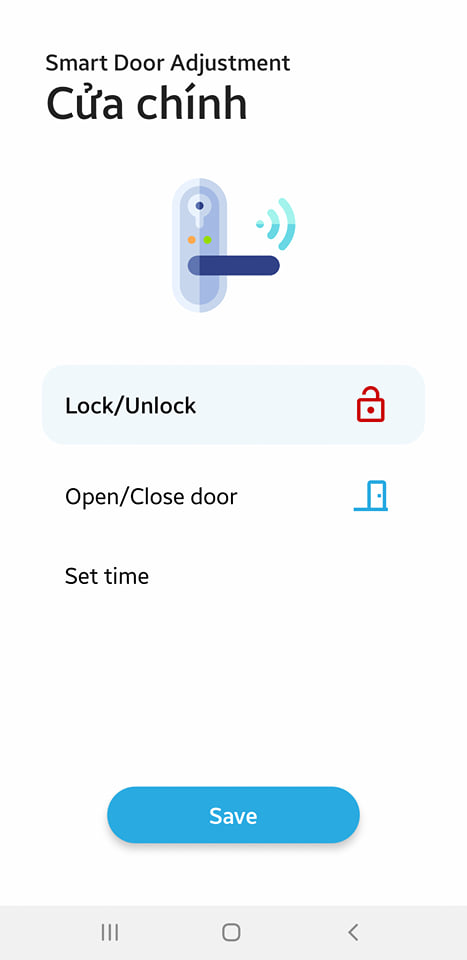 Smart Door Adjustment
Cửa chính
Lock/Unlock
Open/Close door
Set time
Save